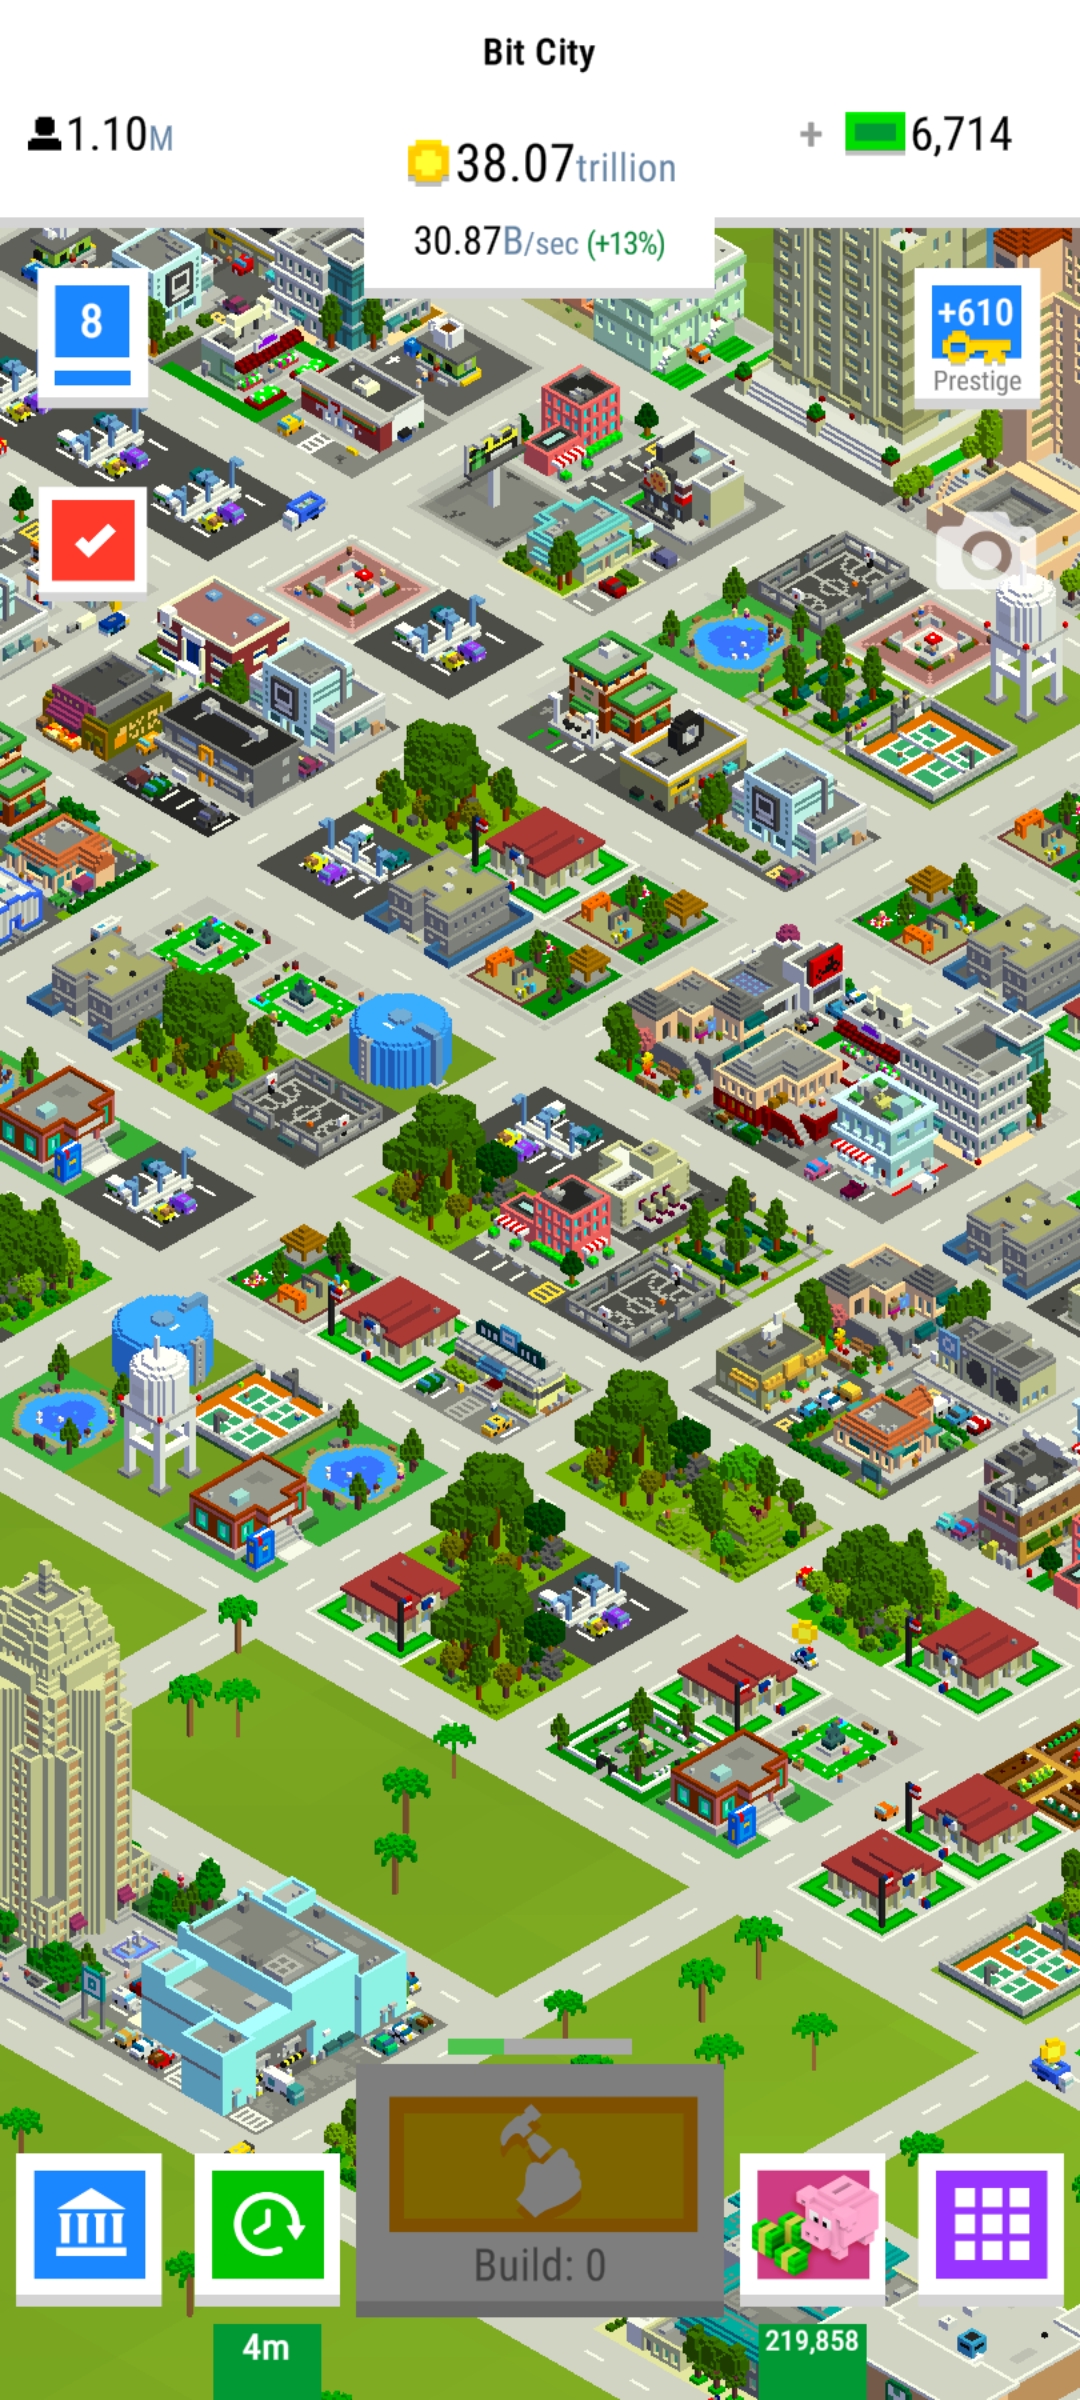 Bit City
1.10M
38.07trillion
+ 6,714
30.87B/sec (+13%)
8
+610
Prestige
Build: 0
4m
219,858